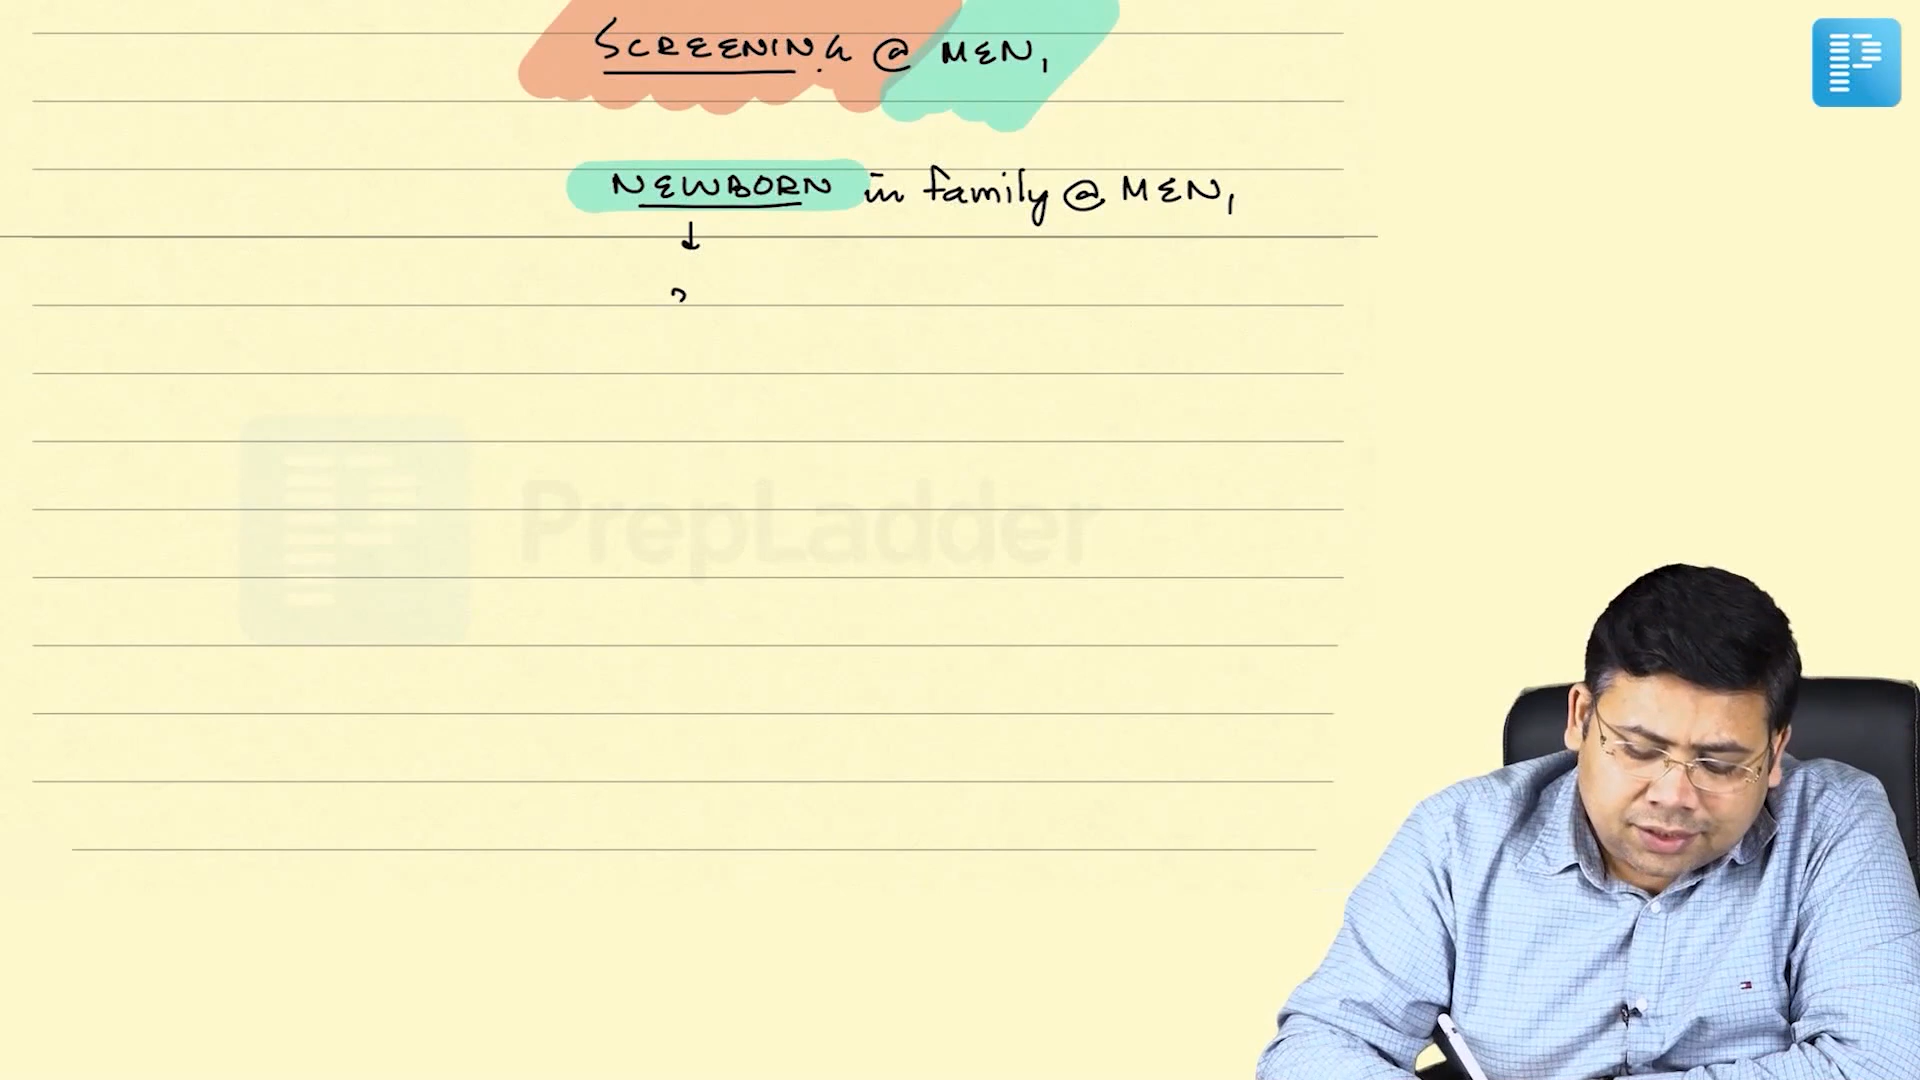 SCREENING @ MEN₁
NEWBORN in family @ MEN₁
↓
?
PrepLadder